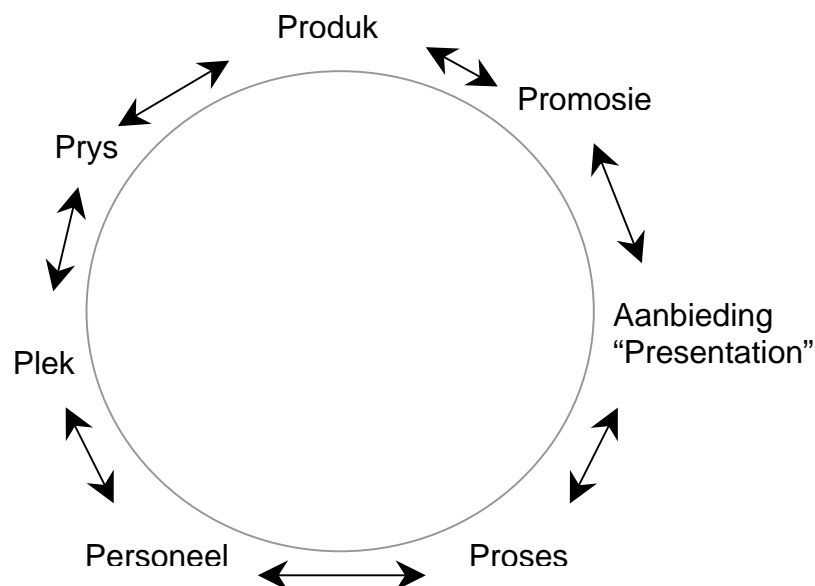 Produk
Promosie
Prys
Aanbieding
“Presentation”
Plek
Personeel
Proses